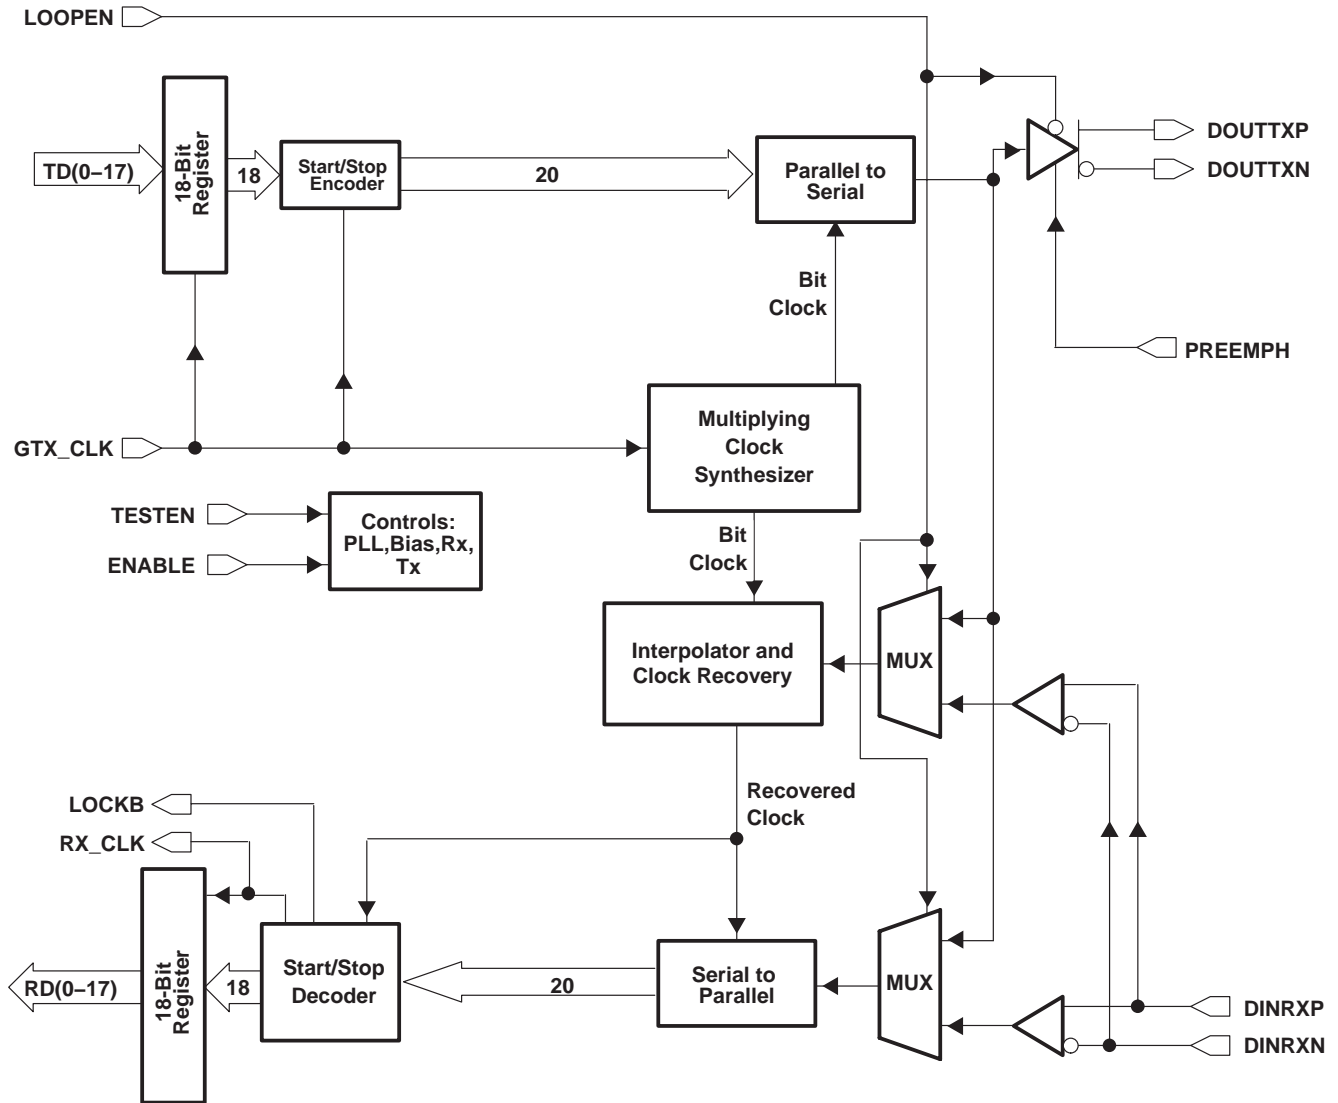 LOOPEN
18-Bit
Register
TD(0–17)
18
Start/Stop
Encoder
20
Parallel to
Serial
DOUTTXP
DOUTTXN
Bit
Clock
PREEMPH
GTX_CLK
Multiplying
Clock
Synthesizer
TESTEN
ENABLE
Controls:
PLL,Bias,Rx,
Tx
Bit
Clock
Interpolator and
Clock Recovery
MUX
Recovered
Clock
LOCKB
RX_CLK
RD(0–17)
18-Bit
Register
18
Start/Stop
Decoder
20
Serial to
Parallel
MUX
DINRXP
DINRXN